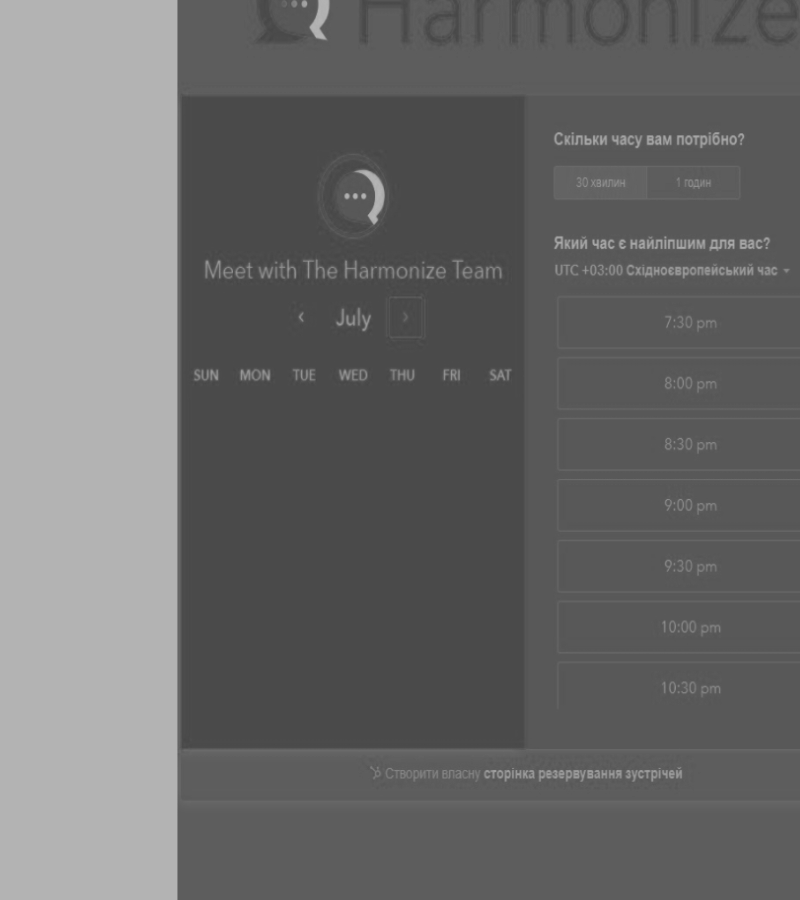 Harmonize
Meet with The Harmonize Team
‹ July ›
SUN MON TUE WED THU FRI SAT
Скільки часу вам потрібно?
30 хвилин 1 годин
Який час є найліпшим для вас?
UTC +03:00 Східноєвропейський час
7:30 pm
8:00 pm
8:30 pm
9:00 pm
9:30 pm
10:00 pm
10:30 pm
Створити власну сторінка резервування зустрічей